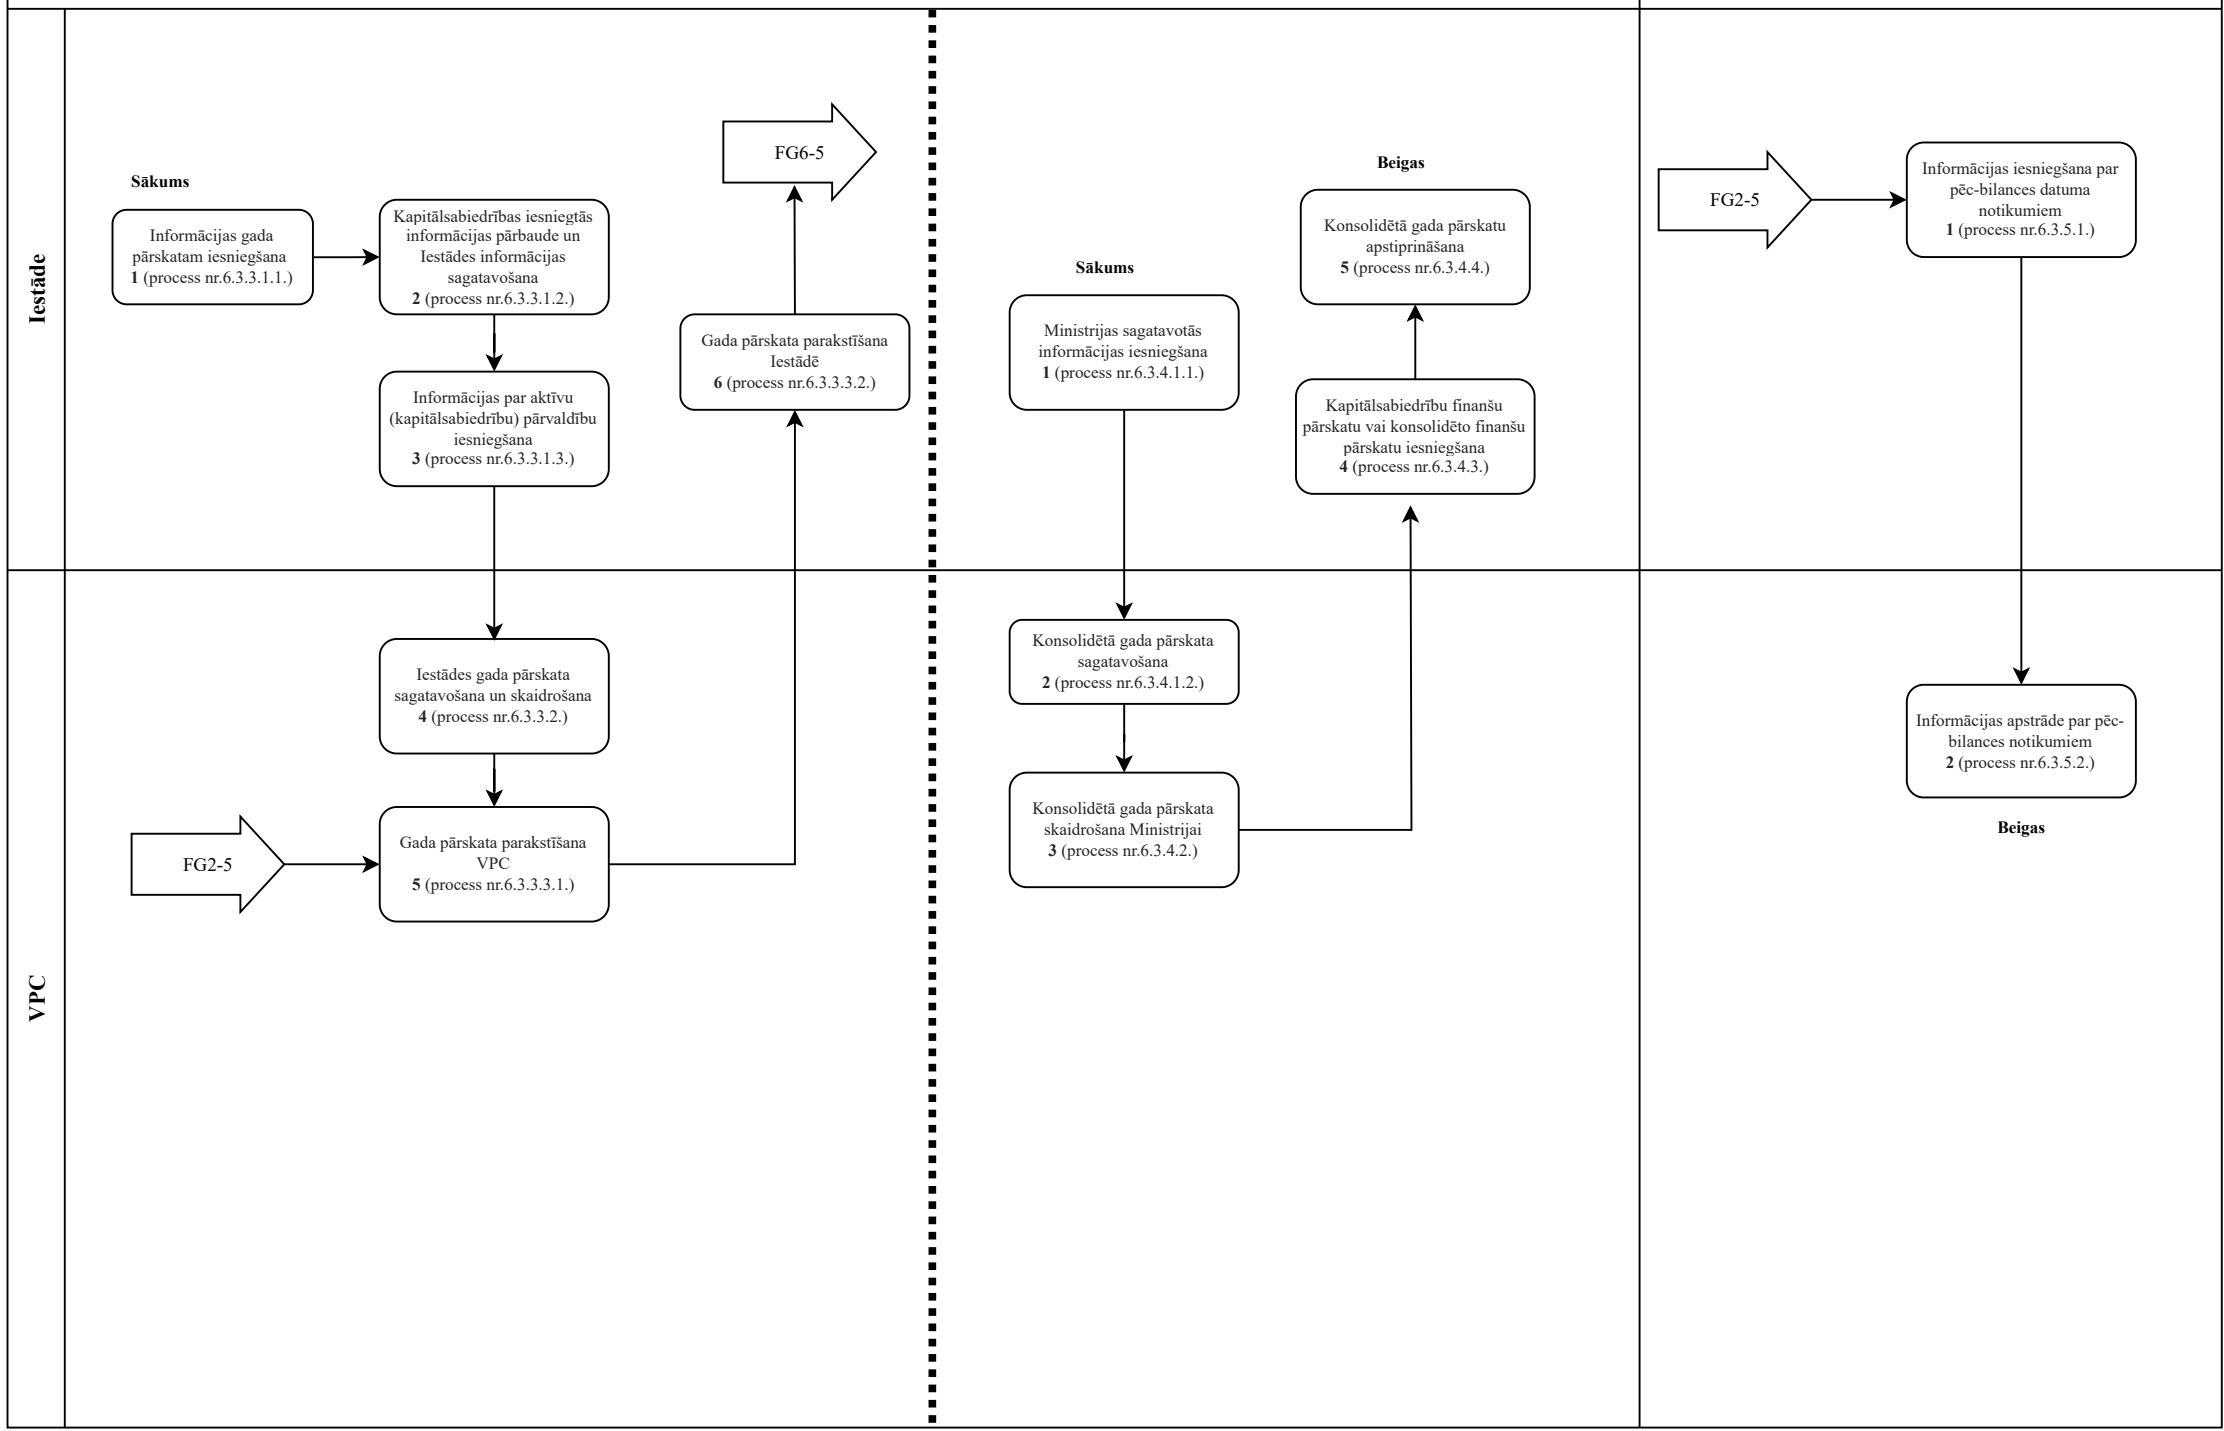 Iestāde
Sākums
Informācijas gada
pārskatam iesniegšana
1 (process nr.6.3.3.1.1.)
Kapitālsabiedrības iesniegtās
informācijas pārbaude un
Iestādes informācijas
sagatavošana
2 (process nr.6.3.3.1.2.)
Informācijas par aktīvu
(kapitālsabiedrību) pārvaldību
iesniegšana
3 (process nr.6.3.3.1.3.)
FG6-5
Gada pārskata parakstīšana
Iestādē
6 (process nr.6.3.3.3.2.)
Sākums
Ministrijas sagatavotās
informācijas iesniegšana
1 (process nr.6.3.4.1.1.)
Beigas
Konsolidētā gada pārskatu
apstiprināšana
5 (process nr.6.3.4.4.)
Kapitālsabiedrību finanšu
pārskatu vai konsolidēto finanšu
pārskatu iesniegšana
4 (process nr.6.3.4.3.)
FG2-5
Informācijas iesniegšana par
pēc-bilances datuma
notikumiem
1 (process nr.6.3.5.1.)
VPC
Iestādes gada pārskata
sagatavošana un skaidrošana
4 (process nr.6.3.3.2.)
FG2-5
Gada pārskata parakstīšana
VPC
5 (process nr.6.3.3.3.1.)
Konsolidētā gada pārskata
sagatavošana
2 (process nr.6.3.4.1.2.)
Konsolidētā gada pārskata
skaidrošana Ministrijai
3 (process nr.6.3.4.2.)
Informācijas apstrāde par pēc-
bilances notikumiem
2 (process nr.6.3.5.2.)
Beigas